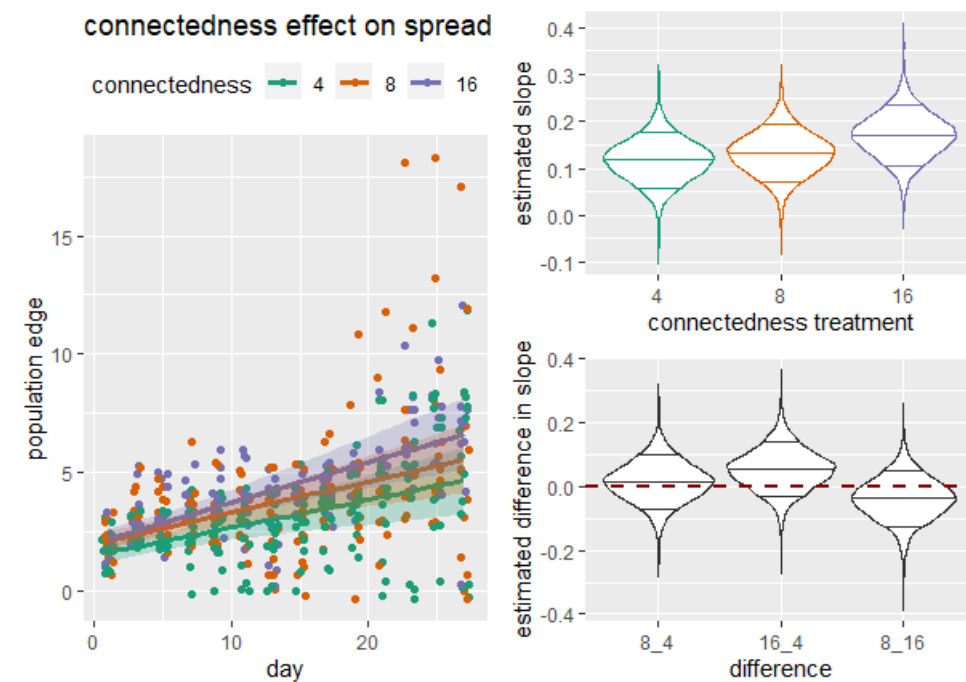 connectedness effect on spread
connectedness 4 8 16
population edge
15
10
5
0
0 10 20
day
estimated slope
0.4
0.3
0.2
0.1
0.0
-0.1
4 8 16
connectedness treatment
estimated difference in slope
0.4
0.2
0.0
-0.2
-0.4
8_4 16_4 8_16
difference